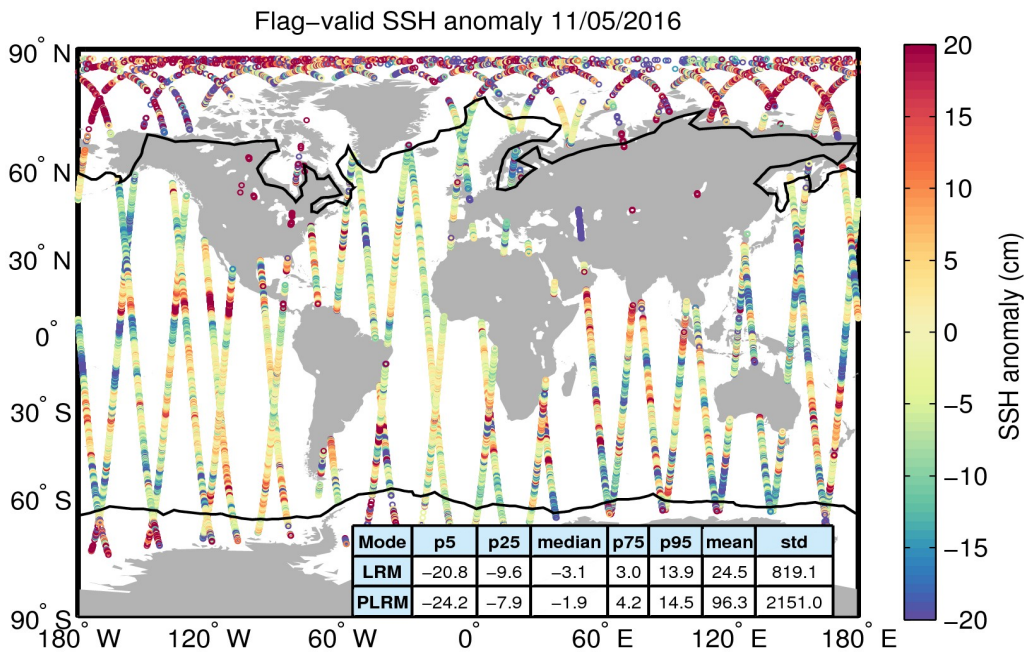 Flag−valid SSH anomaly 11/05/2016
90° N
60° N
30° N
0°
30° S
60° S
90° S
180° W 120° W 60° W 0° 60° E 120° E 180° E
Mode p5 p25 median p75 p95 mean std
LRM −20.8 −9.6 −3.1 3.0 13.9 24.5 819.1
PLRM −24.2 −7.9 −1.9 4.2 14.5 96.3 2151.0
20
15
10
5
0
−5
−10
−15
−20
SSH anomaly (cm)